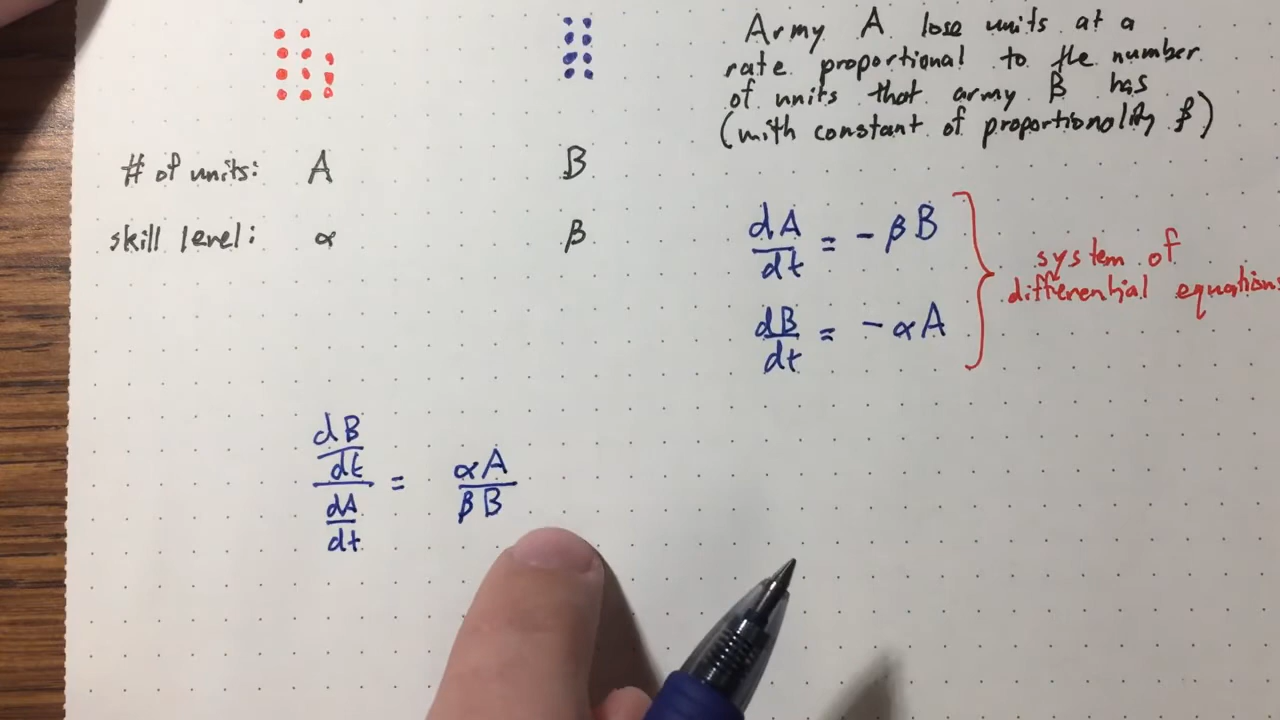 Army A lose units at a
rate proportional to the number
of units that army B has
(with constant of proportionality β)
# of units: A B
skill level: α β
dA/dt = - βB
dB/dt = - αA
system of
differential equations
dB/dt / dA/dt = αA / βB